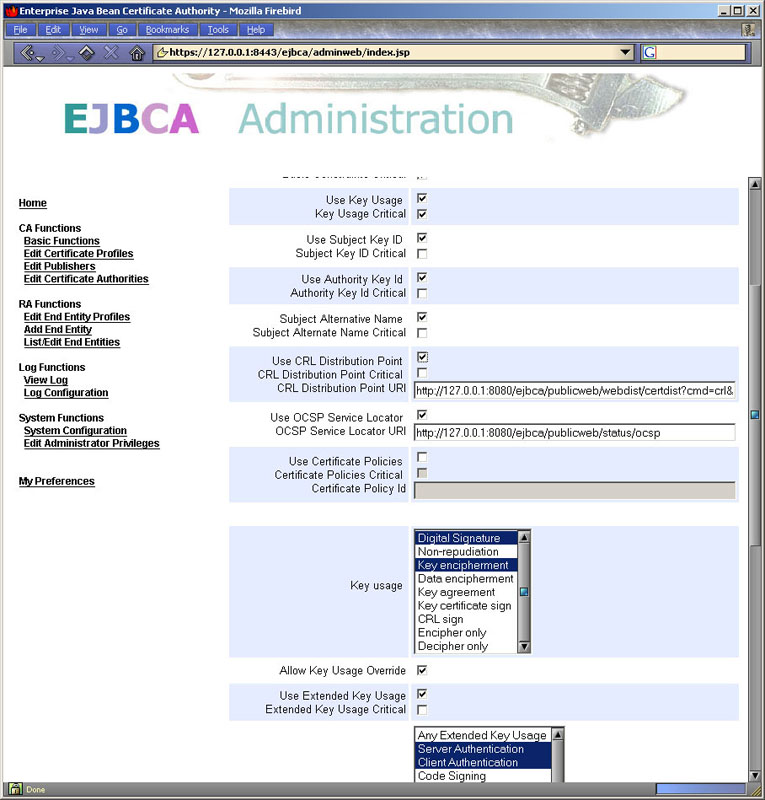 Enterprise Java Bean Certificate Authority - Mozilla Firebird
File Edit View Go Bookmarks Tools Help
https://127.0.0.1:8443/ejbca/adminweb/index.jsp
G
EJBCA Administration
Home
CA Functions
Basic Functions
Edit Certificate Profiles
Edit Publishers
Edit Certificate Authorities
RA Functions
Edit End Entity Profiles
Add End Entity
List/Edit End Entities
Log Functions
View Log
Log Configuration
System Functions
System Configuration
Edit Administrator Privileges
My Preferences
Use Key Usage
Key Usage Critical
Use Subject Key ID
Subject Key ID Critical
Use Authority Key Id
Authority Key Id Critical
Subject Alternative Name
Subject Alternate Name Critical
Use CRL Distribution Point
CRL Distribution Point Critical
CRL Distribution Point URI http://127.0.0.1:8080/ejbca/publicweb/webdist/certdist?cmd=crl&
Use OCSP Service Locator
OCSP Service Locator URI http://127.0.0.1:8080/ejbca/publicweb/status/ocsp
Use Certificate Policies
Certificate Policies Critical
Certificate Policy Id
Key usage
Digital Signature
Non-repudiation
Key encipherment
Data encipherment
Key agreement
Key certificate sign
CRL sign
Encipher only
Decipher only
Allow Key Usage Override
Use Extended Key Usage
Extended Key Usage Critical
Any Extended Key Usage
Server Authentication
Client Authentication
Code Signing
Done